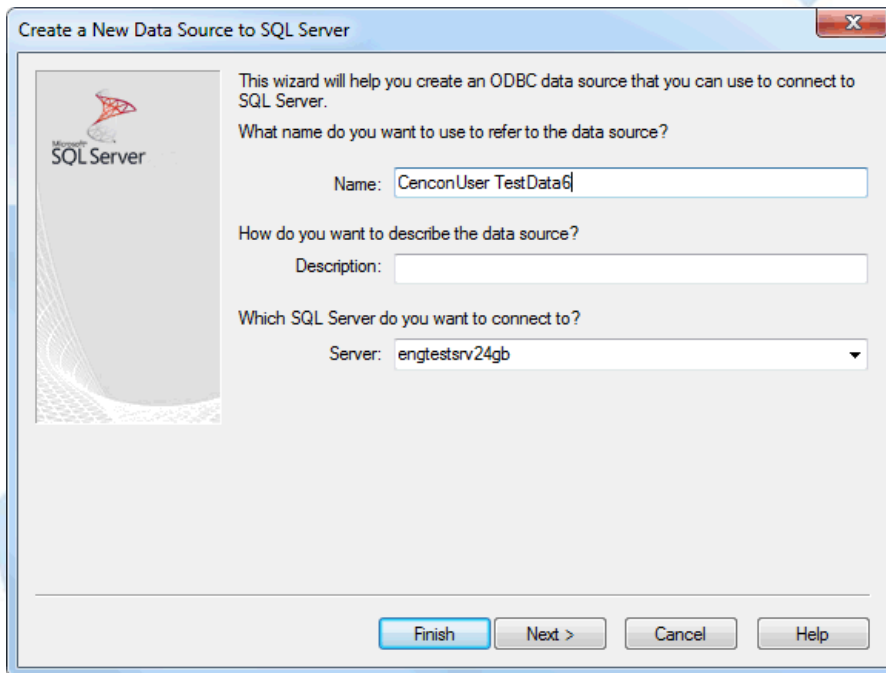 Create a New Data Source to SQL Server
This wizard will help you create an ODBC data source that you can use to connect to
SQL Server.
What name do you want to use to refer to the data source?
Microsoft
SQL Server
Name: CenconUser TestData6
How do you want to describe the data source?
Description:
Which SQL Server do you want to connect to?
Server: engtestsrv24gb
Finish Next > Cancel Help